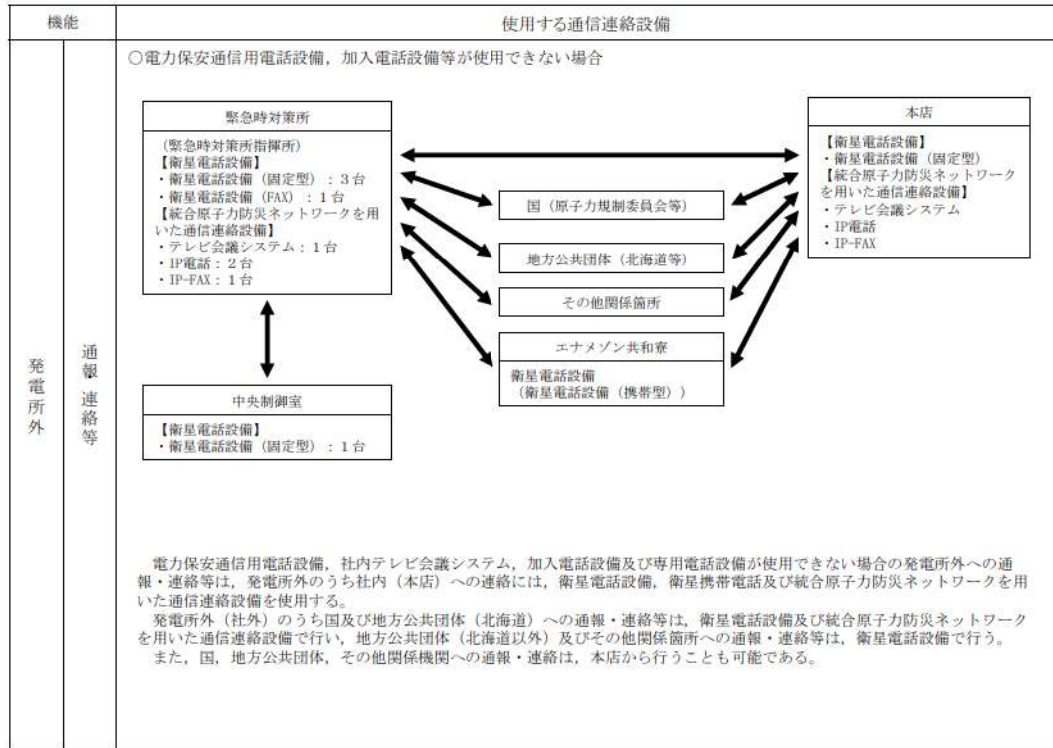 機能
使用する通信連絡設備
発電所外
通報・連絡等
○電力保安通信用電話設備，加入電話設備等が使用できない場合
緊急時対策所
（緊急時対策所指揮所）
【衛星電話設備】
・衛星電話設備（固定型）：３台
・衛星電話設備（FAX）：１台
【統合原子力防災ネットワークを用
いた通信連絡設備】
・テレビ会議システム：１台
・IP電話：２台
・IP-FAX：１台
中央制御室
【衛星電話設備】
・衛星電話設備（固定型）：１台
国（原子力規制委員会等）
地方公共団体（北海道等）
その他関係箇所
エナメゾン共和寮
衛星電話設備
（衛星電話設備（携帯型））
本店
【衛星電話設備】
・衛星電話設備（固定型）
【統合原子力防災ネットワーク
を用いた通信連絡設備】
・テレビ会議システム
・IP電話
・IP-FAX
電力保安通信用電話設備，社内テレビ会議システム，加入電話設備及び専用電話設備が使用できない場合の発電所外への通
報・連絡等は，発電所外のうち社内（本店）への連絡には，衛星電話設備，衛星携帯電話及び統合原子力防災ネットワークを用
いた通信連絡設備を使用する。
発電所外（社外）のうち国及び地方公共団体（北海道）への通報・連絡等は，衛星電話設備及び統合原子力防災ネットワーク
を用いた通信連絡設備で行い，地方公共団体（北海道以外）及びその他関係箇所への通報・連絡等は，衛星電話設備で行う。
また，国，地方公共団体，その他関係機関への通報・連絡は，本店から行うことも可能である。